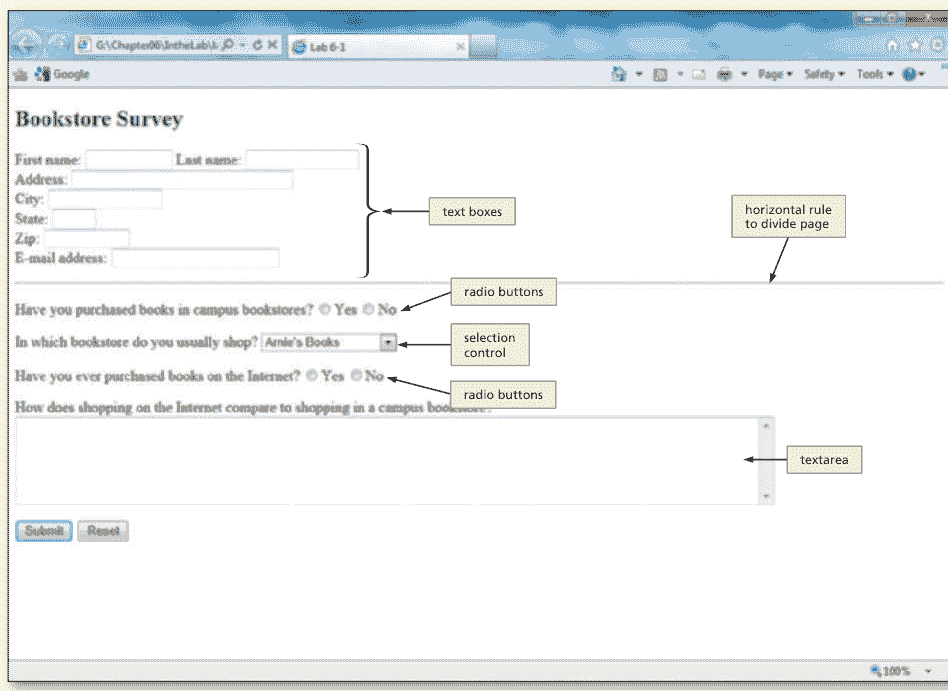 Lab 6-1
Google
Page
Safety
Tools
Bookstore Survey
First name: Last name:
Address:
City:
State:
Zip:
E-mail address:
text boxes
horizontal rule
to divide page
Have you purchased books in campus bookstores? Yes No
radio buttons
In which bookstore do you usually shop? Arnie's Books
selection
control
Have you ever purchased books on the Internet? Yes No
radio buttons
How does shopping on the Internet compare to shopping in a campus
textarea
Submit Reset
100%